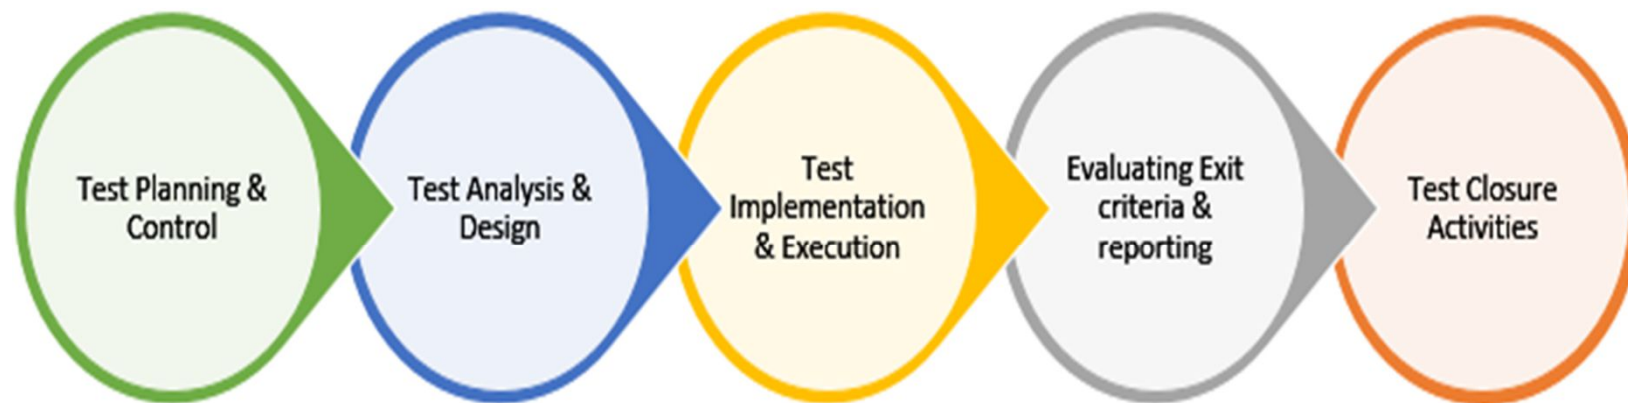 Test Planning &
Control
Test Analysis &
Design
Test
Implementation
& Execution
Evaluating Exit
criteria &
reporting
Test Closure
Activities